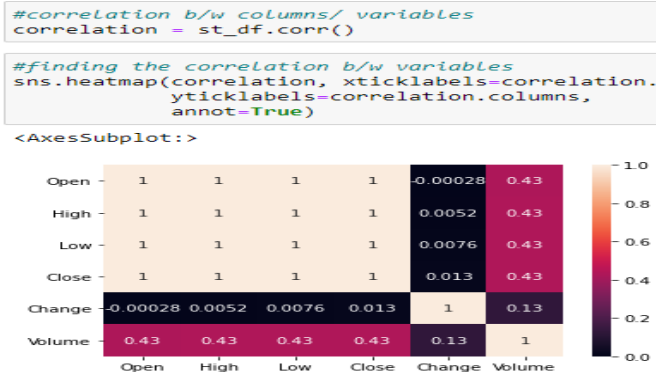 #correlation b/w columns/ variables
correlation = st_df.corr()
#finding the correlation b/w variables
sns.heatmap(correlation, xticklabels=correlation.
yticklabels=correlation.columns,
annot=True)
<AxesSubplot:>
Open 1 1 1 1 -0.00028 0.43
High 1 1 1 1 0.0052 0.43
Low 1 1 1 1 0.0076 0.43
Close 1 1 1 1 0.013 0.43
Change -0.00028 0.0052 0.0076 0.013 1 0.13
Volume 0.43 0.43 0.43 0.43 0.13 1
Open High Low Close Change Volume
1.0
0.8
0.6
0.4
0.2
0.0